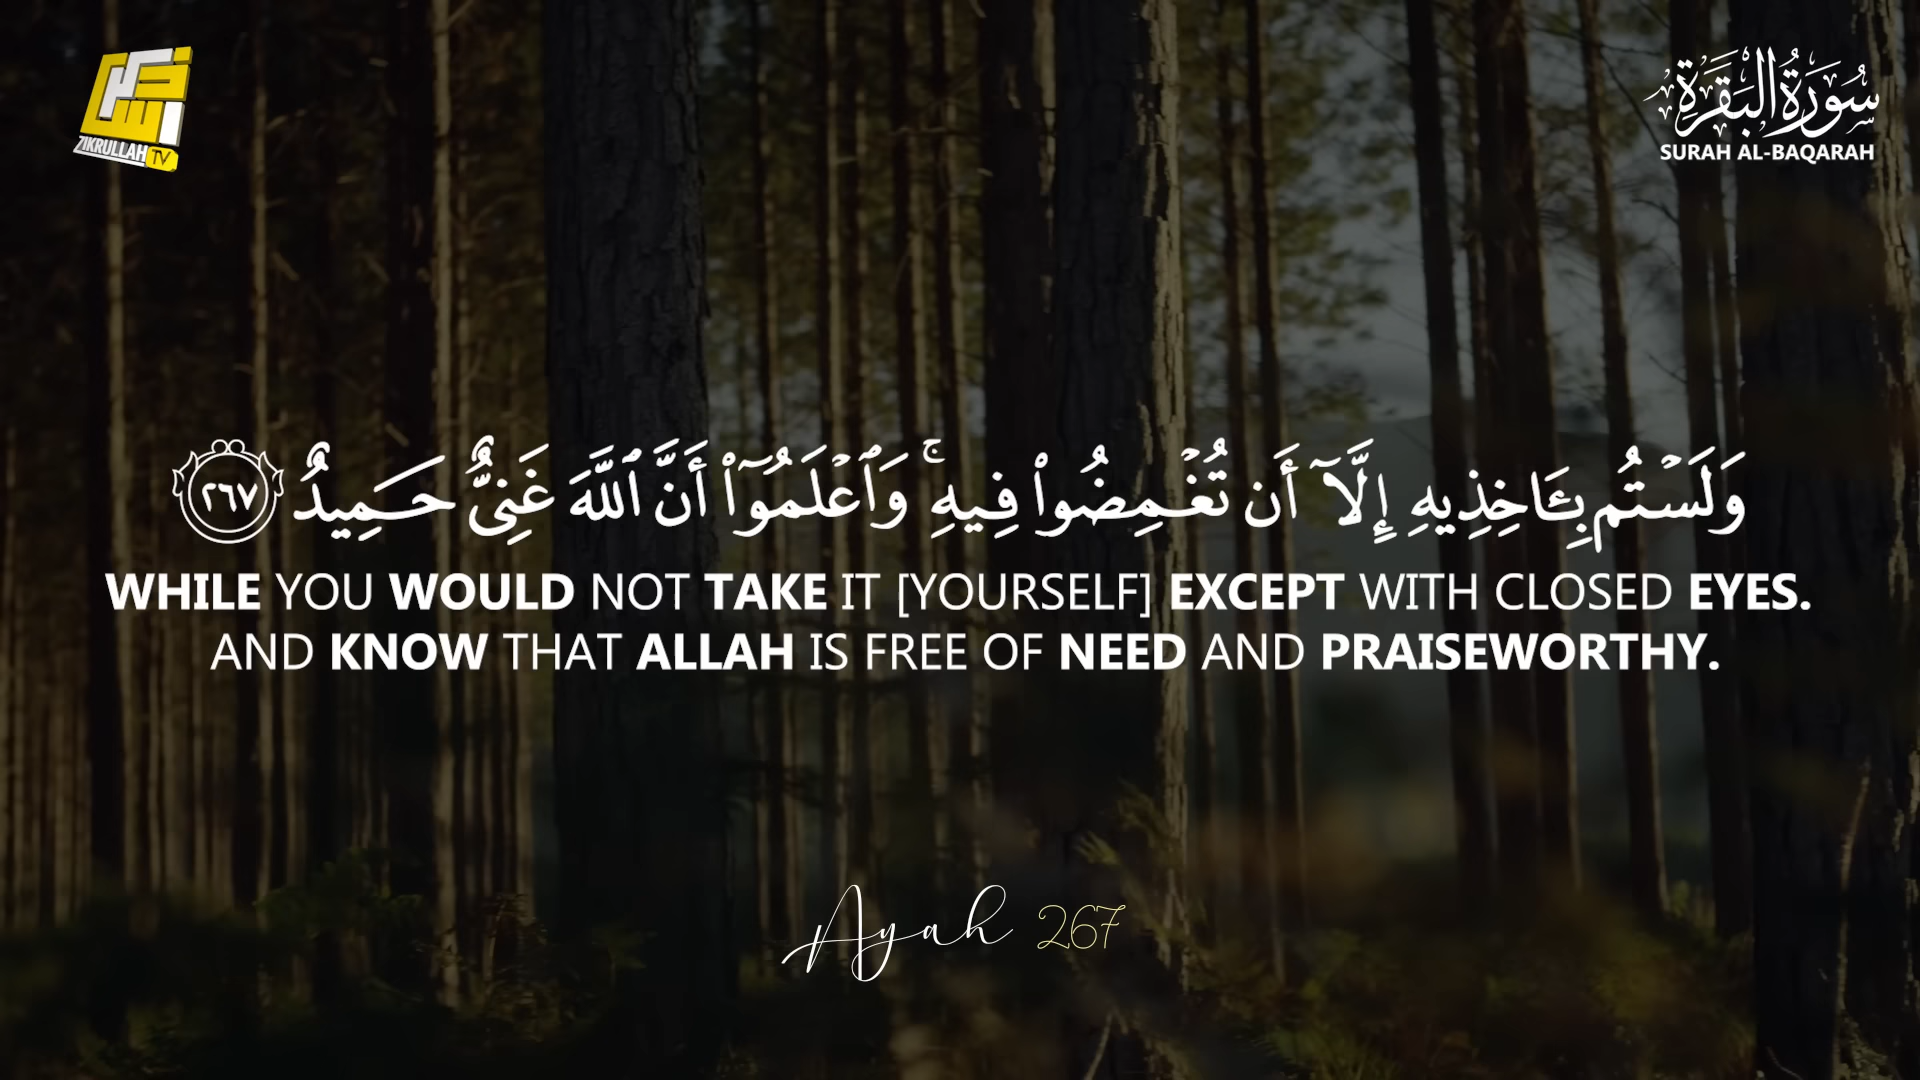 ZIKRULLAH TV
سُورَةُ البَقَرَةِ
SURAH AL-BAQARAH
وَلَسْتُم بِـَٔاخِذِيهِ إِلَّآ أَن تُغْمِضُوا۟ فِيهِ ۚ وَٱعْلَمُوٓا۟ أَنَّ ٱللَّهَ غَنِىٌّ حَمِيدٌ ٢٦٧
WHILE YOU WOULD NOT TAKE IT [YOURSELF] EXCEPT WITH CLOSED EYES.
AND KNOW THAT ALLAH IS FREE OF NEED AND PRAISEWORTHY.
Ayah 267